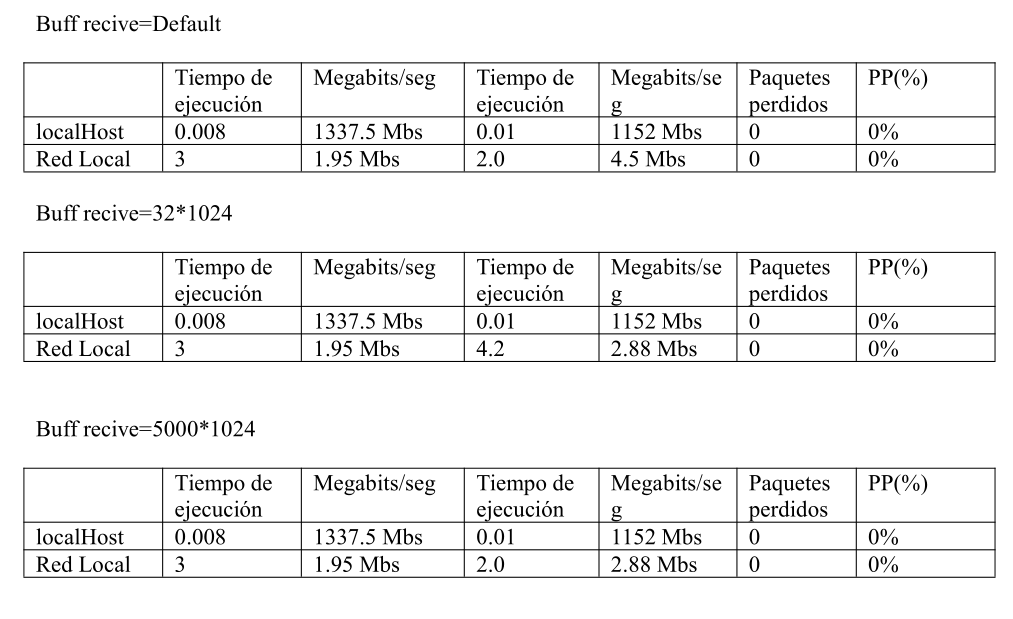 Buff recive=Default
Tiempo de ejecución Megabits/seg Tiempo de ejecución Megabits/seg Paquetes perdidos PP(%)
localHost 0.008 1337.5 Mbs 0.01 1152 Mbs 0 0%
Red Local 3 1.95 Mbs 2.0 4.5 Mbs 0 0%
Buff recive=32*1024
Tiempo de ejecución Megabits/seg Tiempo de ejecución Megabits/seg Paquetes perdidos PP(%)
localHost 0.008 1337.5 Mbs 0.01 1152 Mbs 0 0%
Red Local 3 1.95 Mbs 4.2 2.88 Mbs 0 0%
Buff recive=5000*1024
Tiempo de ejecución Megabits/seg Tiempo de ejecución Megabits/seg Paquetes perdidos PP(%)
localHost 0.008 1337.5 Mbs 0.01 1152 Mbs 0 0%
Red Local 3 1.95 Mbs 2.0 2.88 Mbs 0 0%